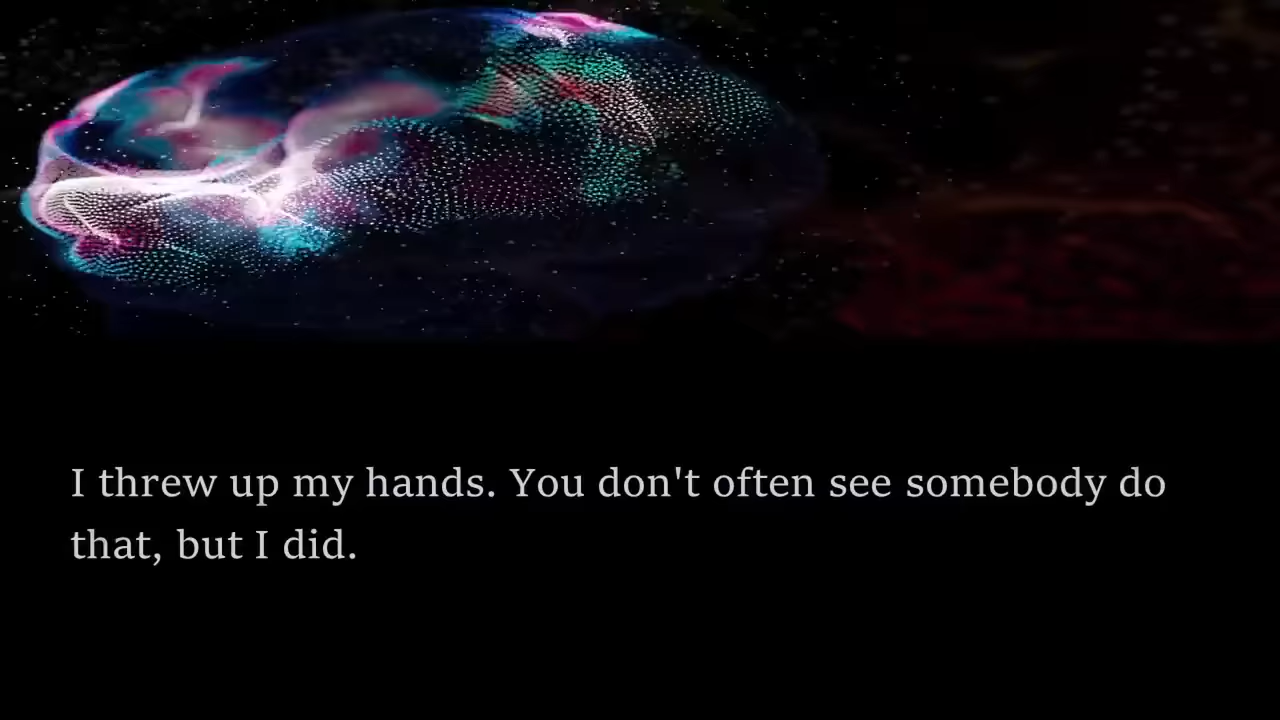 I threw up my hands. You don't often see somebody do
that, but I did.